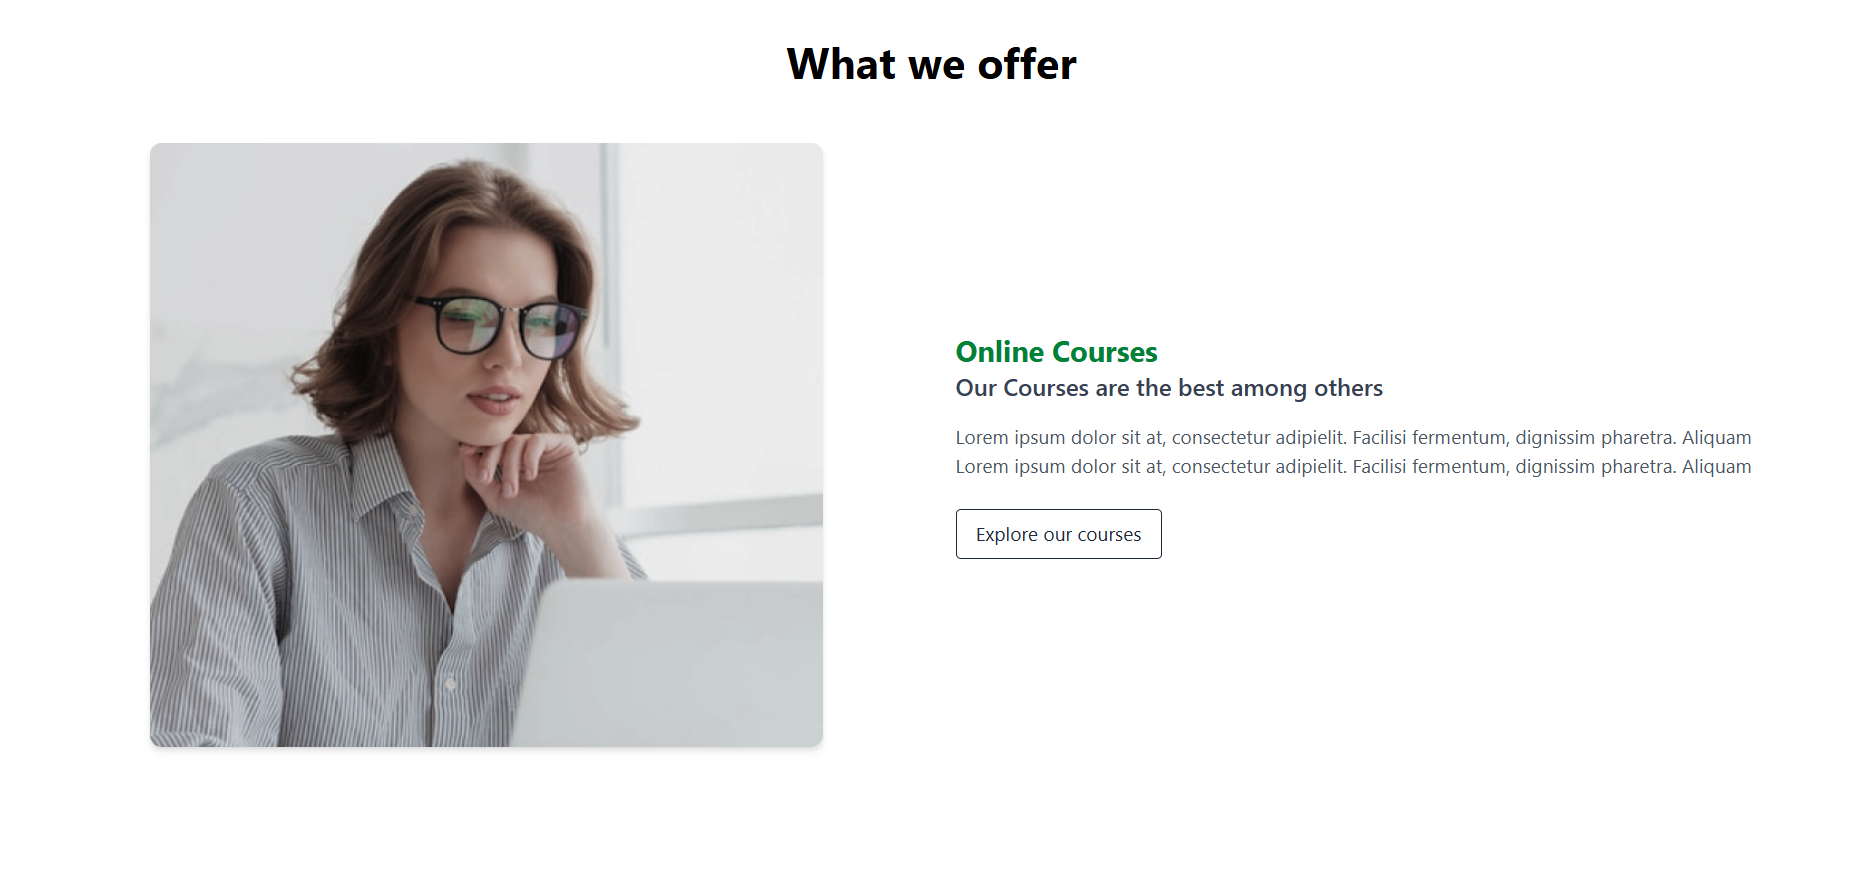 What we offer
Online Courses
Our Courses are the best among others
Lorem ipsum dolor sit at, consectetur adipielit. Facilisi fermentum, dignissim pharetra. Aliquam
Lorem ipsum dolor sit at, consectetur adipielit. Facilisi fermentum, dignissim pharetra. Aliquam
Explore our courses